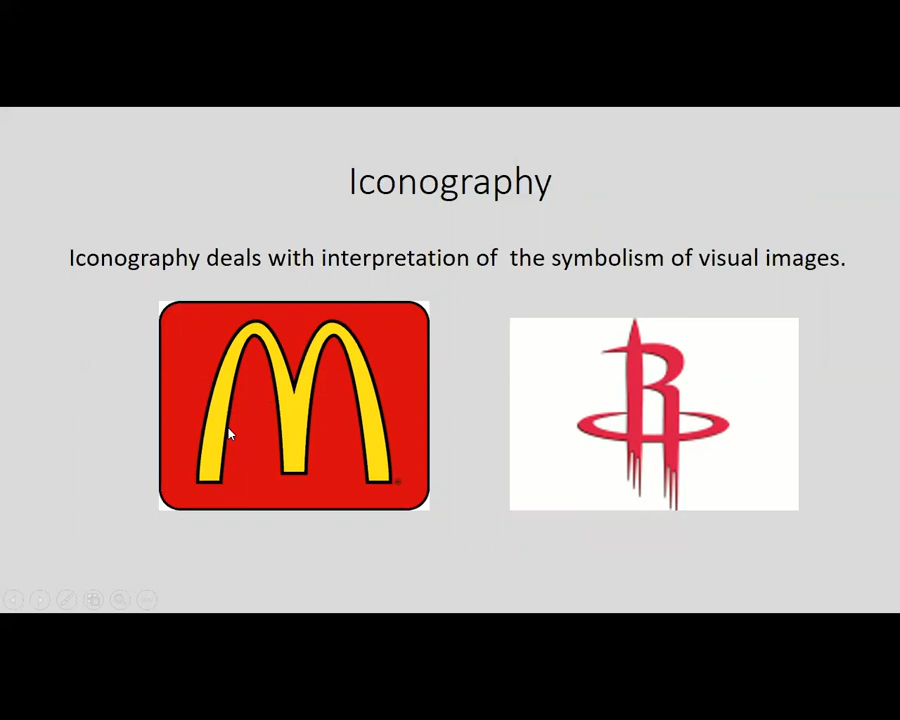 Iconography
Iconography deals with interpretation of the symbolism of visual images.
M R